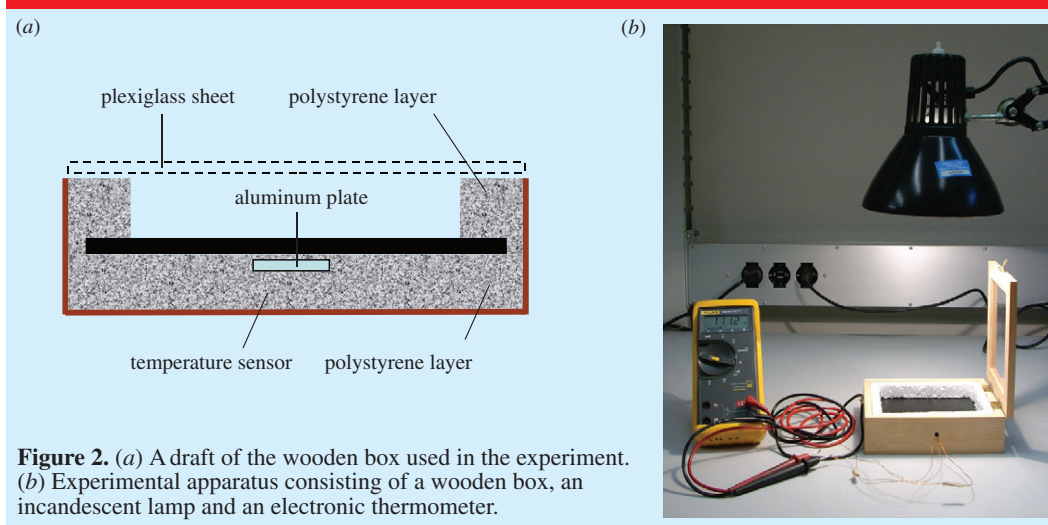 (a)
plexiglass sheet
polystyrene layer
aluminum plate
temperature sensor
polystyrene layer
Figure 2. (a) A draft of the wooden box used in the experiment.
(b) Experimental apparatus consisting of a wooden box, an
incandescent lamp and an electronic thermometer.
(b)
FLUKE